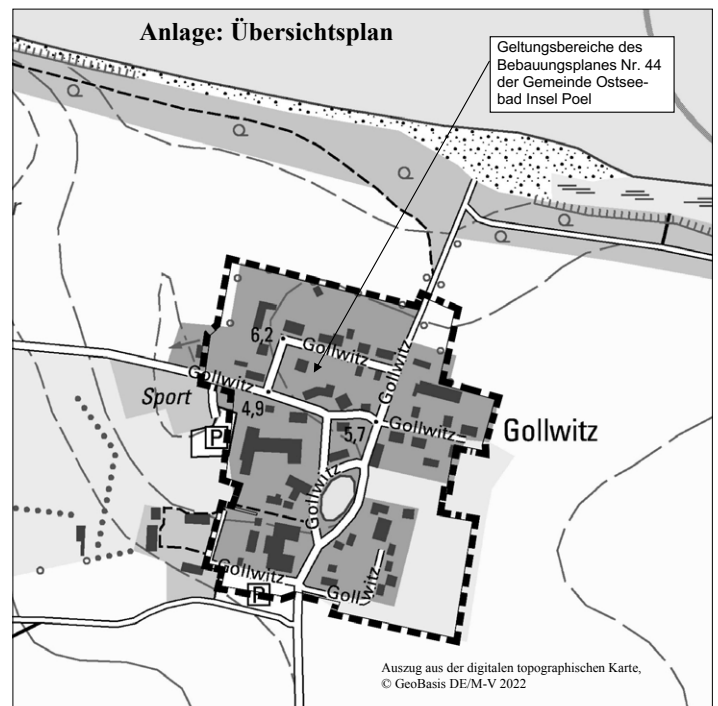 Anlage: Übersichtsplan
Geltungsbereiche des
Bebauungsplanes Nr. 44
der Gemeinde Ostsee-
bad Insel Poel
6,2
Gollwitz
Gollwitz
Gollwitz
Sport
4,9
5,7
Gollwitz
Gollwitz
P
Gollwitz
Gollwitz
Gollwitz
P
Auszug aus der digitalen topographischen Karte,
© GeoBasis DE/M-V 2022